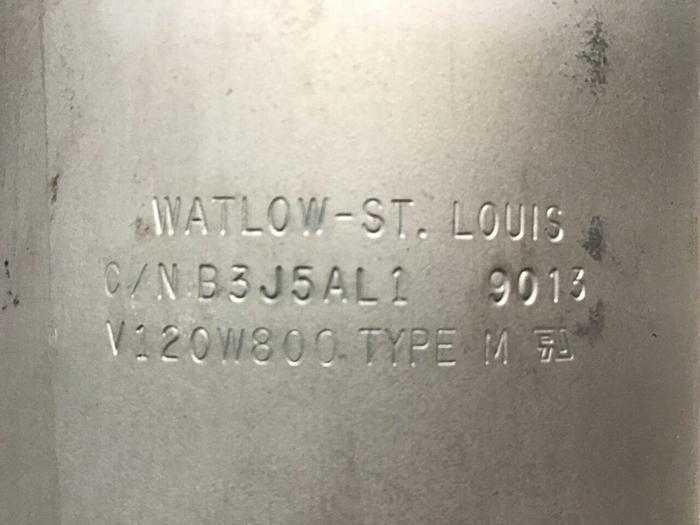 WATLOW-ST. LOUIS
C/N B3J5AL1 9013
V120W800 TYPE M